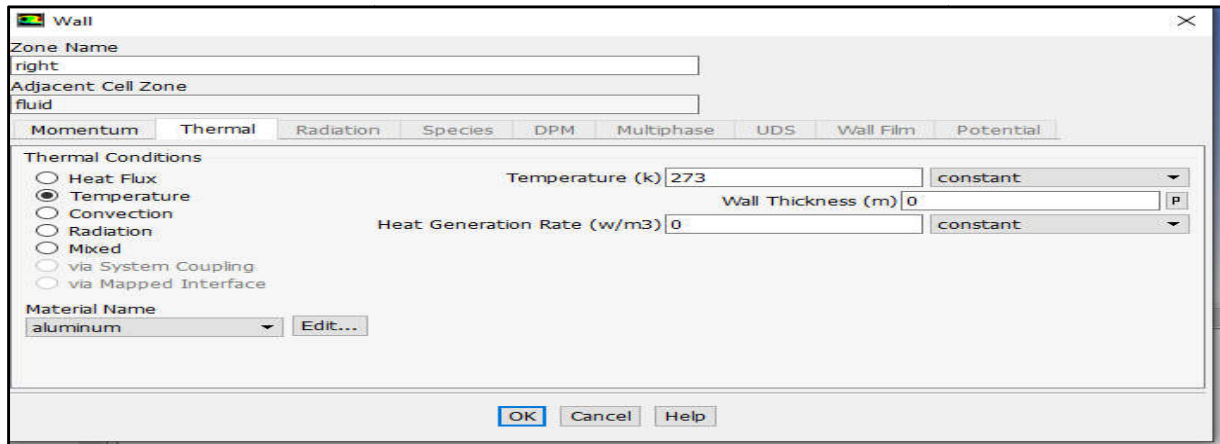 Wall
Zone Name
right
Adjacent Cell Zone
fluid
Momentum Thermal Radiation Species DPM Multiphase UDS Wall Film Potential
Thermal Conditions
Heat Flux Temperature (k) 273 constant
Temperature Wall Thickness (m) 0 P
Convection
Radiation Heat Generation Rate (w/m3) 0 constant
Mixed
via System Coupling
via Mapped Interface
Material Name
aluminum Edit...
OK Cancel Help